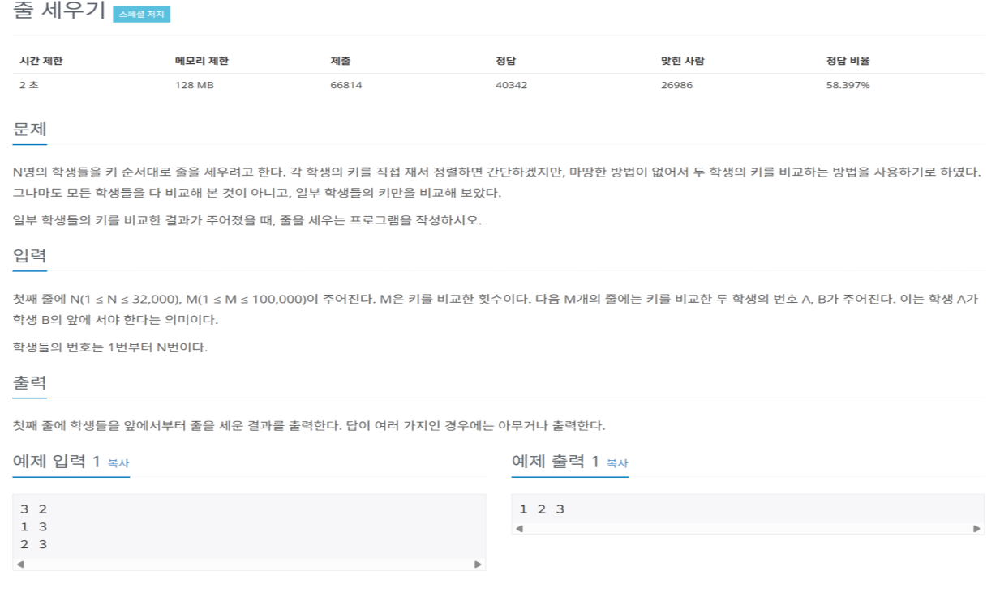 줄 세우기 스페셜 저지
시간 제한 메모리 제한 제출 정답 맞힌 사람 정답 비율
2 초 128 MB 66814 40342 26986 58.397%
문제
N명의 학생들을 키 순서대로 줄을 세우려고 한다. 각 학생의 키를 직접 재서 정렬하면 간단하겠지만, 마땅한 방법이 없어서 두 학생의 키를 비교하는 방법을 사용하기로 하였다.
그나마도 모든 학생들을 다 비교해 본 것이 아니고, 일부 학생들의 키만을 비교해 보았다.
일부 학생들의 키를 비교한 결과가 주어졌을 때, 줄을 세우는 프로그램을 작성하시오.
입력
첫째 줄에 N(1 ≤ N ≤ 32,000), M(1 ≤ M ≤ 100,000)이 주어진다. M은 키를 비교한 횟수이다. 다음 M개의 줄에는 키를 비교한 두 학생의 번호 A, B가 주어진다. 이는 학생 A가
학생 B의 앞에 서야 한다는 의미이다.
학생들의 번호는 1번부터 N번이다.
출력
첫째 줄에 학생들을 앞에서부터 줄을 세운 결과를 출력한다. 답이 여러 가지인 경우에는 아무거나 출력한다.
예제 입력 1 복사
3 2
1 3
2 3
예제 출력 1 복사
1 2 3